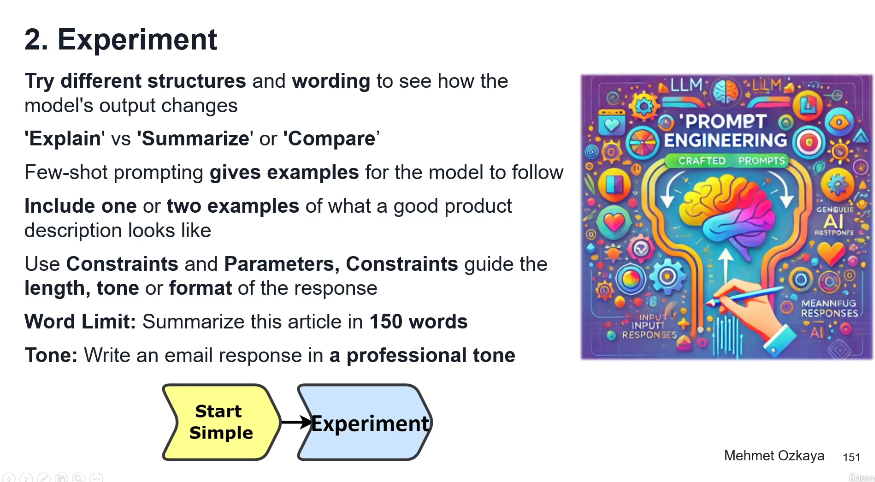 2. Experiment
Try different structures and wording to see how the
model's output changes
'Explain' vs 'Summarize' or 'Compare’
Few-shot prompting gives examples for the model to follow
Include one or two examples of what a good product
description looks like
Use Constraints and Parameters, Constraints guide the
length, tone or format of the response
Word Limit: Summarize this article in 150 words
Tone: Write an email response in a professional tone
Start
Simple
Experiment
LLM
LLM
'PROMPT
ENGINEERING
CRAFTED PROMPTS
AI
INPUT
INPUTT
RESPONSES
MEANNFUG
RESPONSES
AI
Mehmet Ozkaya
151